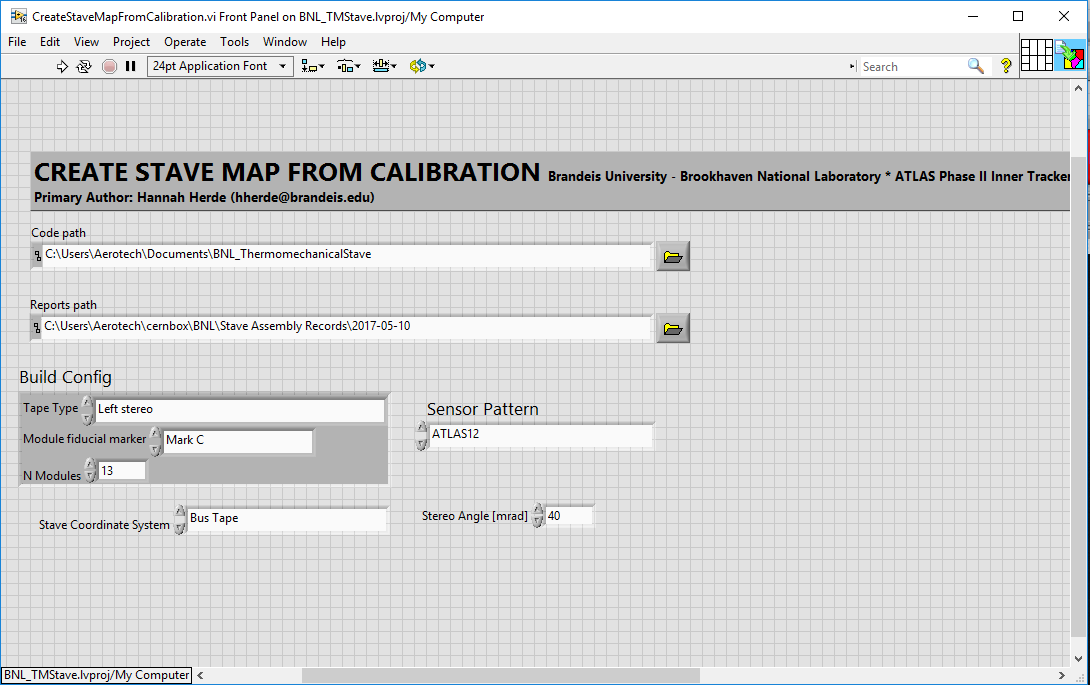 CreateStaveMapFromCalibration.vi Front Panel on BNL_TMStave.lvproj/My Computer
File Edit View Project Operate Tools Window Help
24pt Application Font
Search
CREATE STAVE MAP FROM CALIBRATION Brandeis University - Brookhaven National Laboratory * ATLAS Phase II Inner Tracker
Primary Author: Hannah Herde (hherde@brandeis.edu)
Code path
C:\Users\Aerotech\Documents\BNL_ThermomechanicalStave
Reports path
C:\Users\Aerotech\cernbox\BNL\Stave Assembly Records\2017-05-10
Build Config
Tape Type Left stereo
Sensor Pattern
ATLAS12
Module fiducial marker Mark C
N Modules 13
Stave Coordinate System Bus Tape
Stereo Angle [mrad] 40
BNL_TMStave.lvproj/My Computer